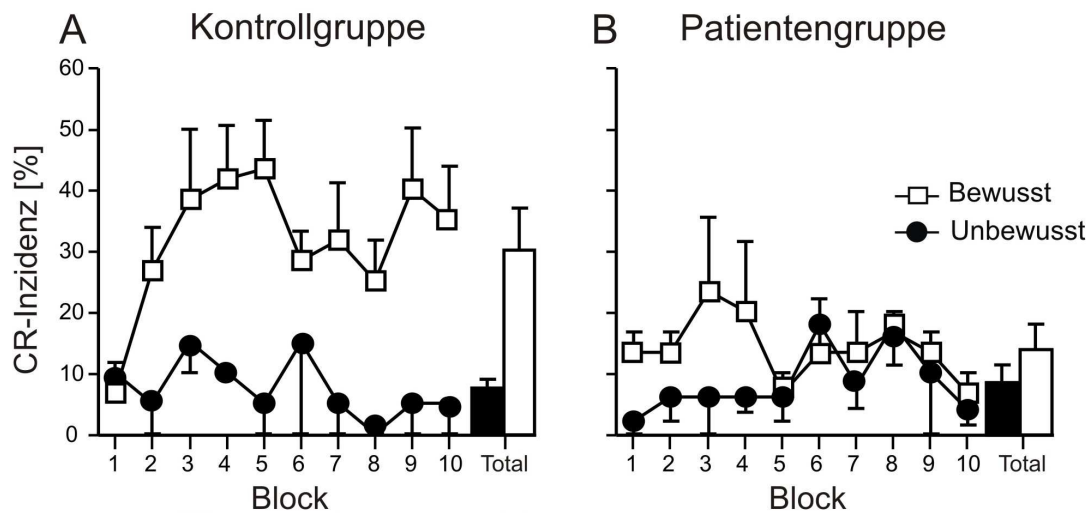 A Kontrollgruppe
B Patientengruppe
CR-Inzidenz [%]
60
50
40
30
20
10
0
1 2 3 4 5 6 7 8 9 10 Total
Block
Bewusst
Unbewusst
1 2 3 4 5 6 7 8 9 10 Total
Block